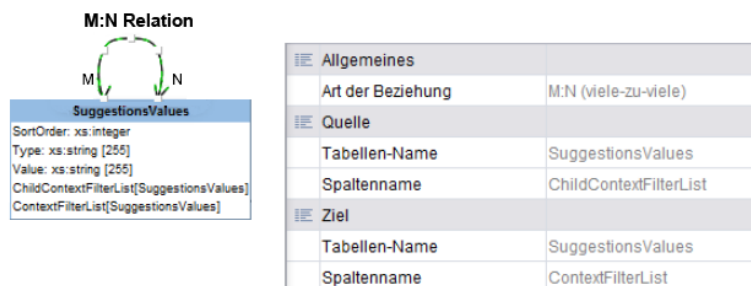 M:N Relation
M
N
SuggestionsValues
SortOrder: xs:integer
Type: xs:string [255]
Value: xs:string [255]
ChildContextFilterList[SuggestionsValues]
ContextFilterList[SuggestionsValues]
Allgemeines
Art der Beziehung M:N (viele-zu-viele)
Quelle
Tabellen-Name SuggestionsValues
Spaltenname ChildContextFilterList
Ziel
Tabellen-Name SuggestionsValues
Spaltenname ContextFilterList